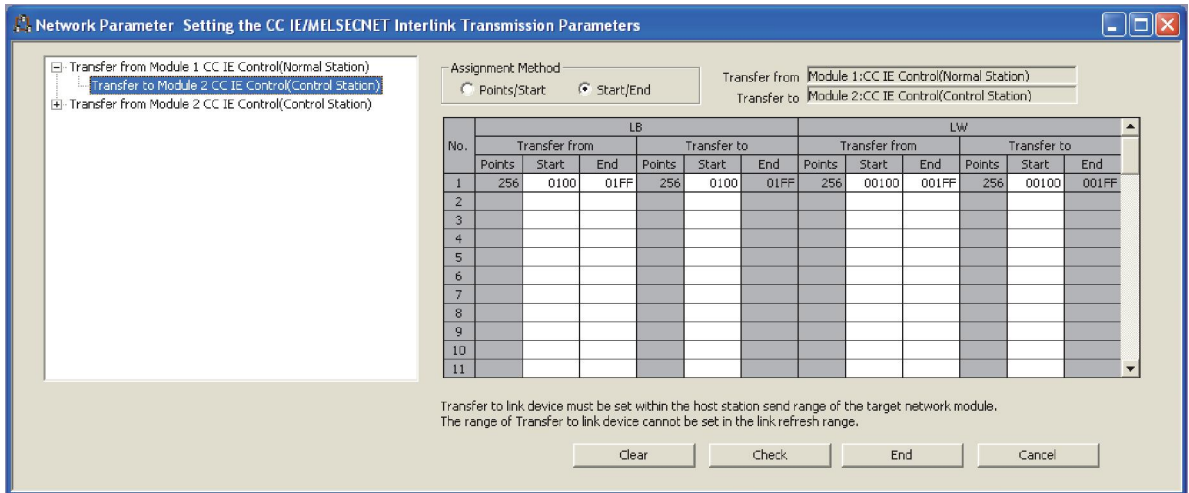 Network Parameter  Setting the CC IE/MELSECNET Interlink Transmission Parameters
Transfer from Module 1 CC IE Control(Normal Station)
Transfer to Module 2 CC IE Control(Control Station)
Transfer from Module 2 CC IE Control(Control Station)
Assignment Method
Points/Start Start/End
Transfer from Module 1:CC IE Control(Normal Station)
Transfer to Module 2:CC IE Control(Control Station)
No. LB LW
Transfer from Transfer to Transfer from Transfer to
Points Start End Points Start End Points Start End Points Start End
1 256 0100 01FF 256 0100 01FF 256 00100 001FF 256 00100 001FF
2
3
4
5
6
7
8
9
10
11
Transfer to link device must be set within the host station send range of the target network module.
The range of Transfer to link device cannot be set in the link refresh range.
Clear Check End Cancel